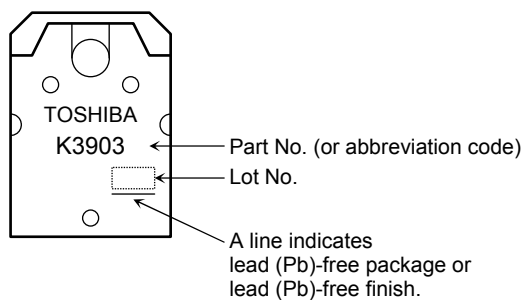 TOSHIBA
K3903
Part No. (or abbreviation code)
Lot No.
A line indicates
lead (Pb)-free package or
lead (Pb)-free finish.